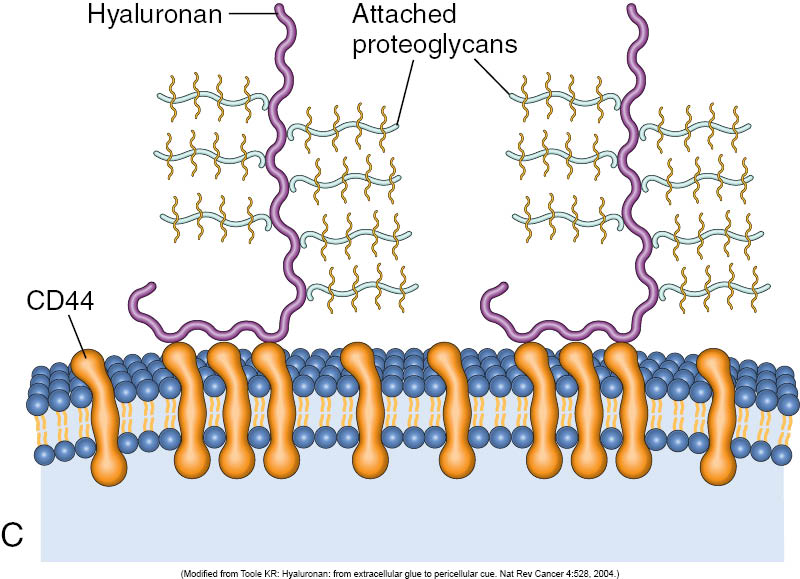 Hyaluronan
Attached
proteoglycans
CD44
C
(Modified from Toole KR: Hyaluronan: from extracellular glue to pericellular cue. Nat Rev Cancer 4:528, 2004.)